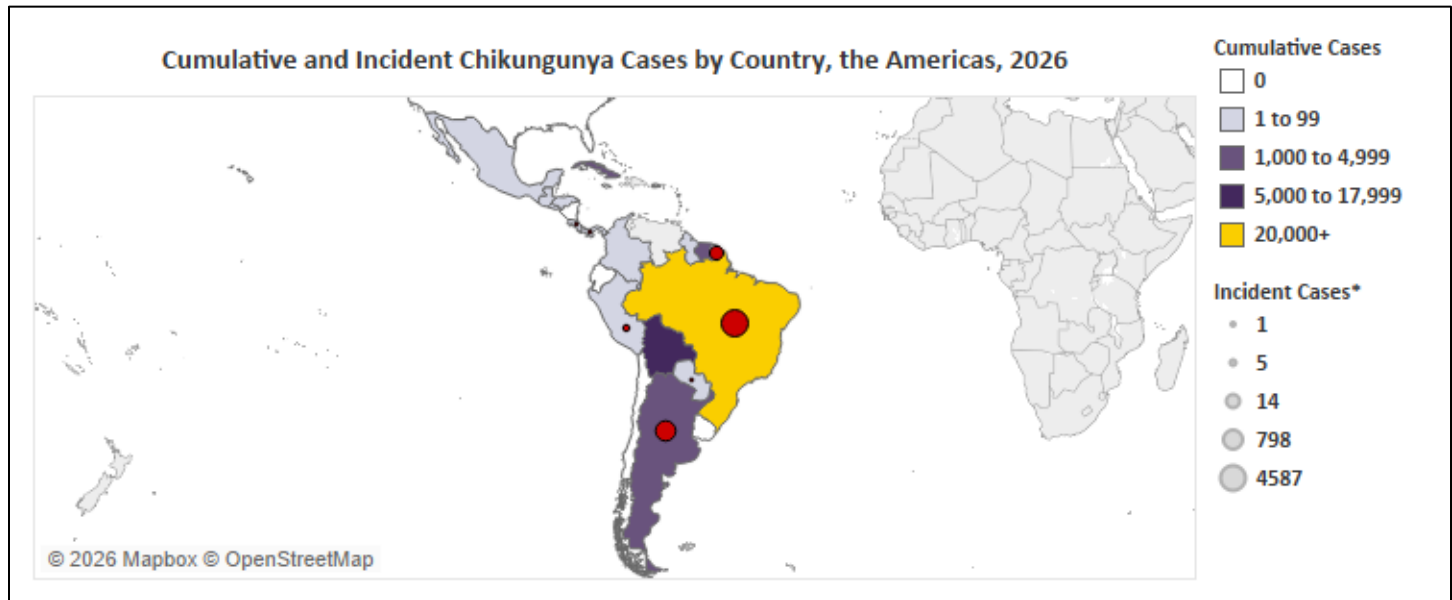 Cumulative and Incident Chikungunya Cases by Country, the Americas, 2026
Cumulative Cases
0
1 to 99
1,000 to 4,999
5,000 to 17,999
20,000+
Incident Cases*
1
5
14
798
4587
© 2026 Mapbox © OpenStreetMap